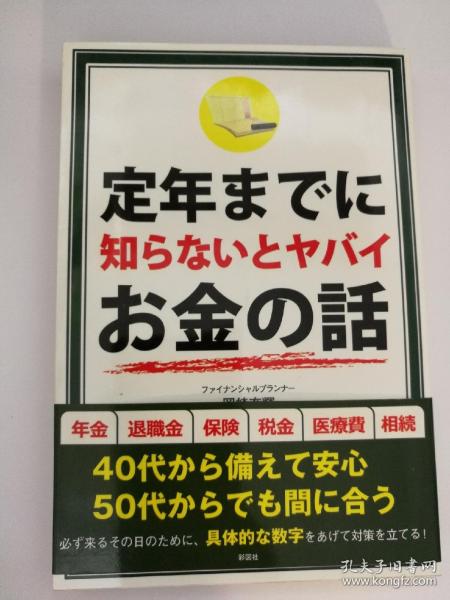 定年までに
知らないとヤバイ
お金の話
ファイナンシャルプランナー
年金 退職金 保険 税金 医療費 相続
40代から備えて安心
50代からでも間に合う
必ず来るその日のために、具体的な数字をあげて対策を立てる!
彩図社
孔夫子旧书网
www.kongfz.com